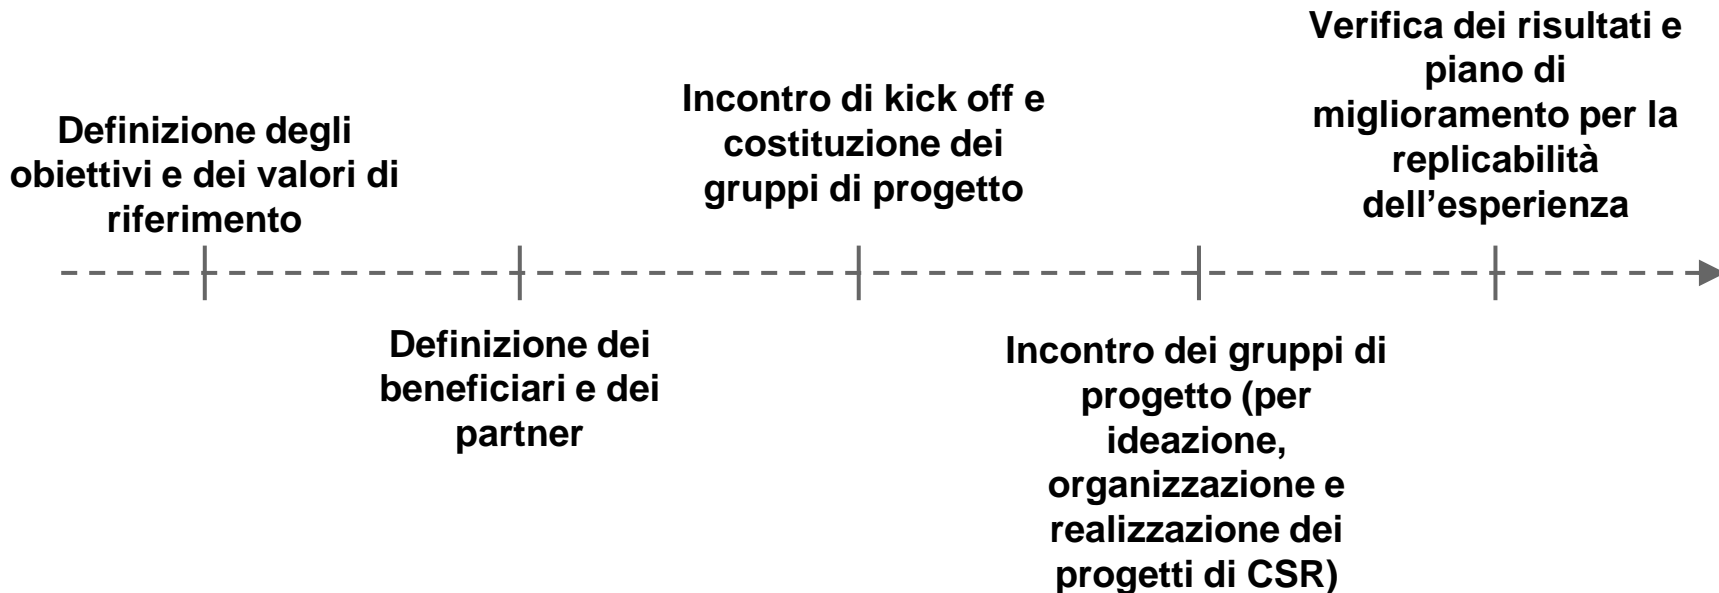 Definizione degli
obiettivi e dei valori di
riferimento
Definizione dei
beneficiari e dei
partner
Incontro di kick off e
costituzione dei
gruppi di progetto
Incontro dei gruppi di
progetto (per
ideazione,
organizzazione e
realizzazione dei
progetti di CSR)
Verifica dei risultati e
piano di
miglioramento per la
replicabilità
dell’esperienza